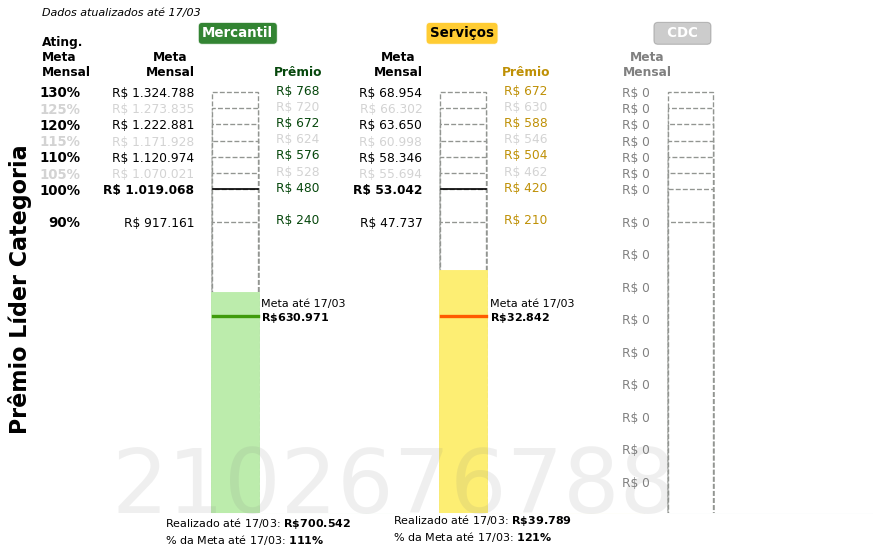 Dados atualizados até 17/03
Mercantil Serviços CDC
Ating. Meta Mensal Meta Mensal Prêmio Meta Mensal Prêmio Meta Mensal
130% R$ 1.324.788 R$ 768 R$ 68.954 R$ 672 R$ 0
125% R$ 1.273.835 R$ 720 R$ 66.302 R$ 630 R$ 0
120% R$ 1.222.881 R$ 672 R$ 63.650 R$ 588 R$ 0
115% R$ 1.171.928 R$ 624 R$ 60.998 R$ 546 R$ 0
110% R$ 1.120.974 R$ 576 R$ 58.346 R$ 504 R$ 0
105% R$ 1.070.021 R$ 528 R$ 55.694 R$ 462 R$ 0
100% R$ 1.019.068 R$ 480 R$ 53.042 R$ 420 R$ 0
90% R$ 917.161 R$ 240 R$ 47.737 R$ 210 R$ 0
R$ 0
R$ 0
Meta até 17/03 Meta até 17/03
R$630.971 R$32.842 R$ 0
R$ 0
R$ 0
R$ 0
R$ 0
R$ 0
Prêmio Líder Categoria
2102676788
Realizado até 17/03: R$700.542 Realizado até 17/03: R$39.789
% da Meta até 17/03: 111% % da Meta até 17/03: 121%